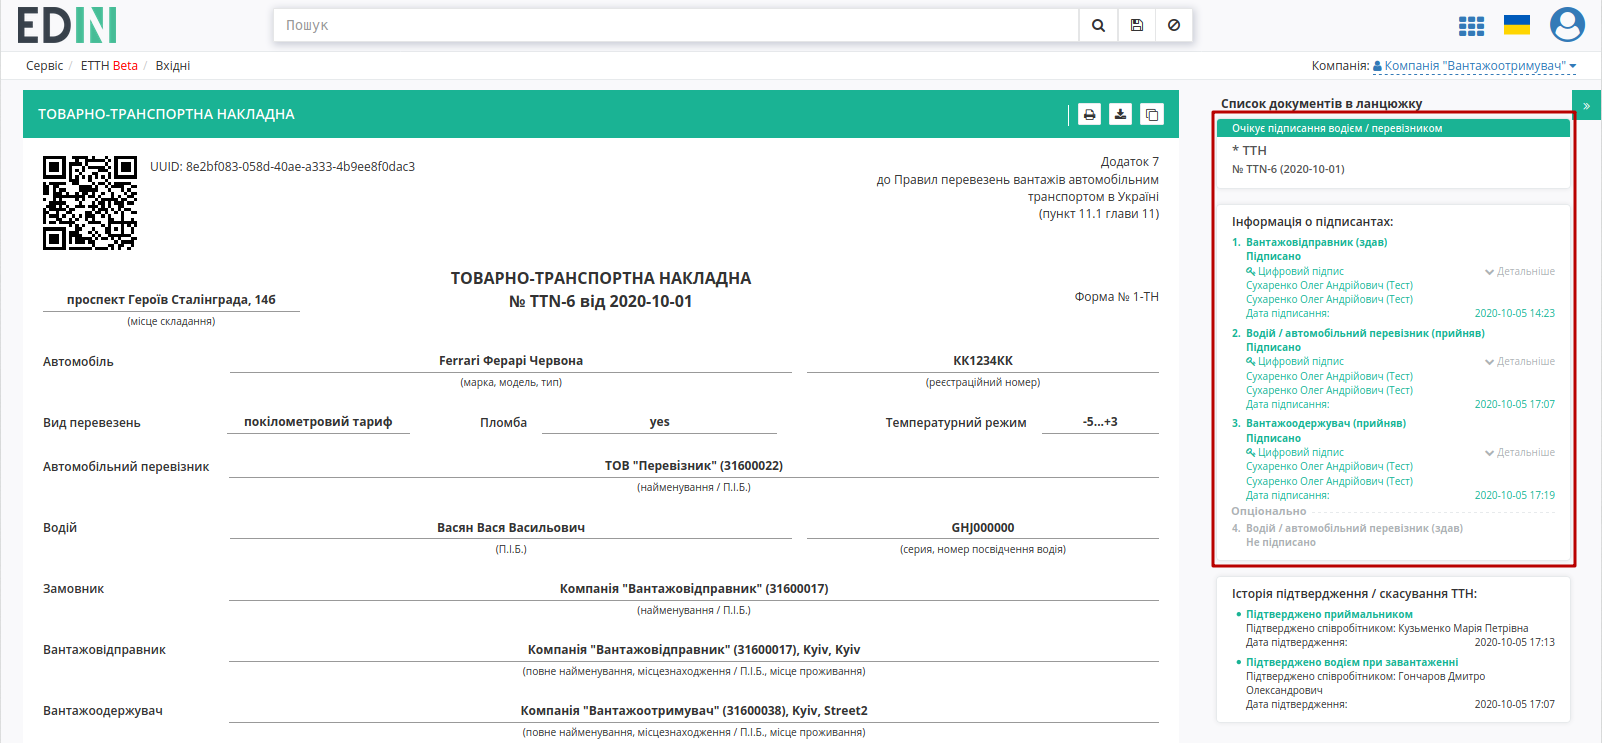 EDIN
Пошук
Сервіс / ЕТТН Beta / Вхідні
Компанія: Компанія "Вантажоотримувач"
ТОВАРНО-ТРАНСПОРТНА НАКЛАДНА
UUID: 8e2bf083-058d-40ae-a333-4b9ee8f0dac3
Додаток 7
до Правил перевезень вантажів автомобільним
транспортом в Україні
(пункт 11.1 глави 11)
ТОВАРНО-ТРАНСПОРТНА НАКЛАДНА
№ TTN-6 від 2020-10-01
проспект Героїв Сталінграда, 146
(місце складання)
Форма № 1-ТН
Автомобіль
Ferrari Ферарі Червона
КК1234КК
(марка, модель, тип)
(реєстраційний номер)
Вид перевезень
покілометровий тариф
Пломба
yes
Температурний режим
-5...+3
Автомобільний перевізник
ТОВ "Перевізник" (31600022)
(найменування / П.І.Б.)
Водій
Васян Вася Васильович
GHJ000000
(П.І.Б.)
(серия, номер посвідчення водія)
Замовник
Компанія "Вантажовідправник" (31600017)
(найменування / П.І.Б.)
Вантажовідправник
Компанія "Вантажовідправник" (31600017), Kyiv, Kyiv
(повне найменування, місцезнаходження / П.І.Б., місце проживання)
Вантажоодержувач
Компанія "Вантажоотримувач" (31600038), Kyiv, Street2
(повне найменування, місцезнаходження / П.І.Б., місце проживання)
Список документів в ланцюжку
»
Очікує підписання водієм / перевізником
* ТТН
№ TTN-6 (2020-10-01)
Інформація о підписантах:
1. Вантажовідправник (здав)
Підписано
Цифровий підпис Детальніше
Сухаренко Олег Андрійович (Тест)
Сухаренко Олег Андрійович (Тест)
Дата підписання: 2020-10-05 14:23
2. Водій / автомобільний перевізник (прийняв)
Підписано
Цифровий підпис Детальніше
Сухаренко Олег Андрійович (Тест)
Сухаренко Олег Андрійович (Тест)
Дата підписання: 2020-10-05 17:07
3. Вантажоодержувач (прийняв)
Підписано
Цифровий підпис Детальніше
Сухаренко Олег Андрійович (Тест)
Сухаренко Олег Андрійович (Тест)
Дата підписання: 2020-10-05 17:19
Опціонально
4. Водій / автомобільний перевізник (здав)
Не підписано
Історія підтвердження / скасування ТТН:
Підтверджено приймальником
Підтверджено співробітником: Кузьменко Марія Петрівна
Дата підтвердження: 2020-10-05 17:13
Підтверджено водієм при завантаженні
Підтверджено співробітником: Гончаров Дмитро
Олександрович
Дата підтвердження: 2020-10-05 17:07